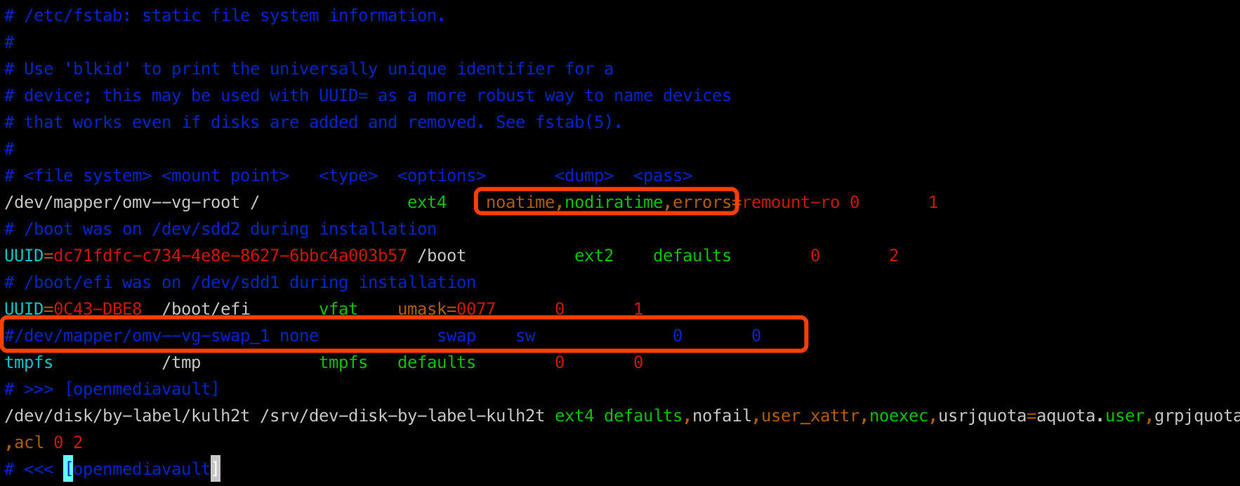 # /etc/fstab: static file system information.
#
# Use 'blkid' to print the universally unique identifier for a
# device; this may be used with UUID= as a more robust way to name devices
# that works even if disks are added and removed. See fstab(5).
#
# <file system> <mount point>   <type>  <options>       <dump>  <pass>
/dev/mapper/omv--vg-root /               ext4    noatime,nodiratime,errors=remount-ro 0       1
# /boot was on /dev/sdd2 during installation
UUID=dc71fdfc-c734-4e8e-8627-6bbc4a003b57 /boot           ext2    defaults        0       2
# /boot/efi was on /dev/sdd1 during installation
UUID=0C43-DBE8  /boot/efi       vfat    umask=0077      0       1
#/dev/mapper/omv--vg-swap_1 none            swap    sw              0       0
tmpfs           /tmp            tmpfs   defaults        0       0
# >>> [openmediavault]
/dev/disk/by-label/kulh2t /srv/dev-disk-by-label-kulh2t ext4 defaults,nofail,user_xattr,noexec,usrjquota=aquota.user,grpjquota
,acl 0 2
# <<< [openmediavault]